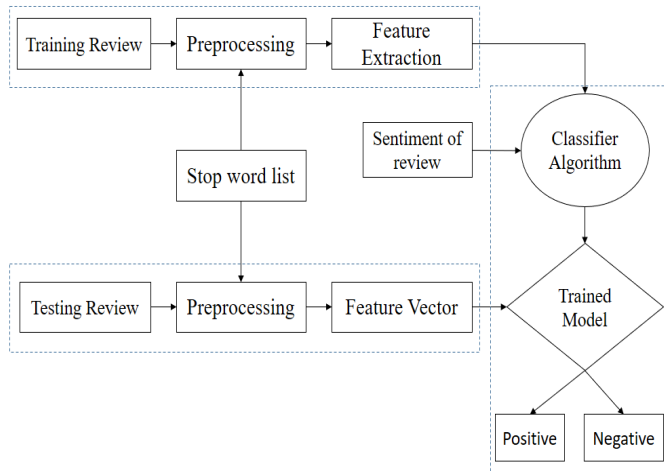 Training Review
Preprocessing
Feature
Extraction
Sentiment of
review
Classifier
Algorithm
Stop word list
Testing Review
Preprocessing
Feature Vector
Trained
Model
Positive
Negative